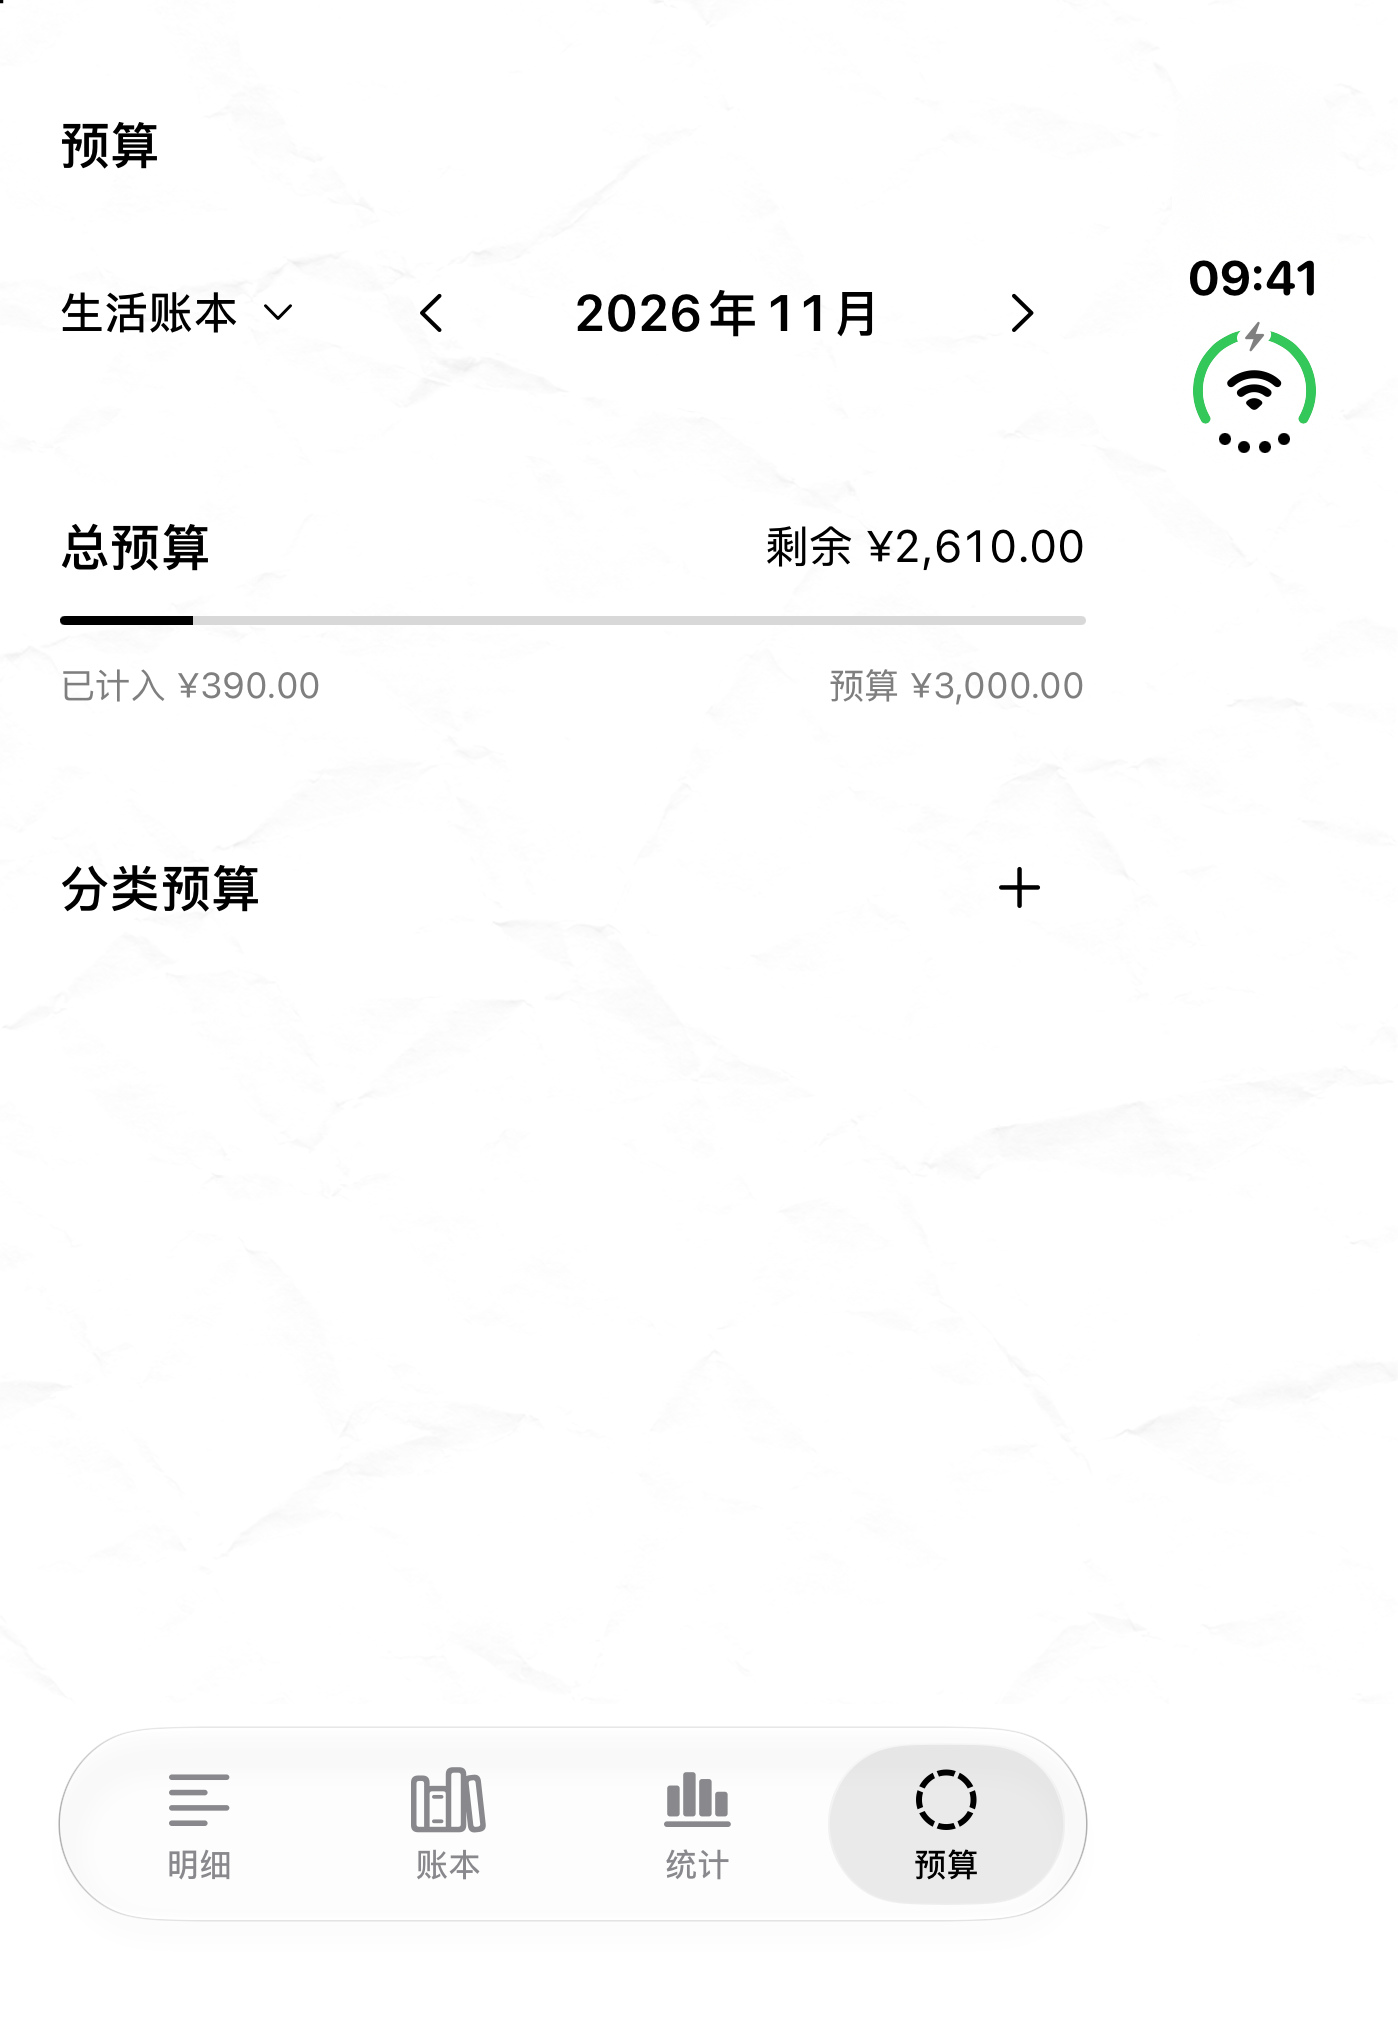 预算
09:41
生活账本
2026年11月
总预算
剩余 ¥2,610.00
已计入 ¥390.00
预算 ¥3,000.00
分类预算
明细
账本
统计
预算